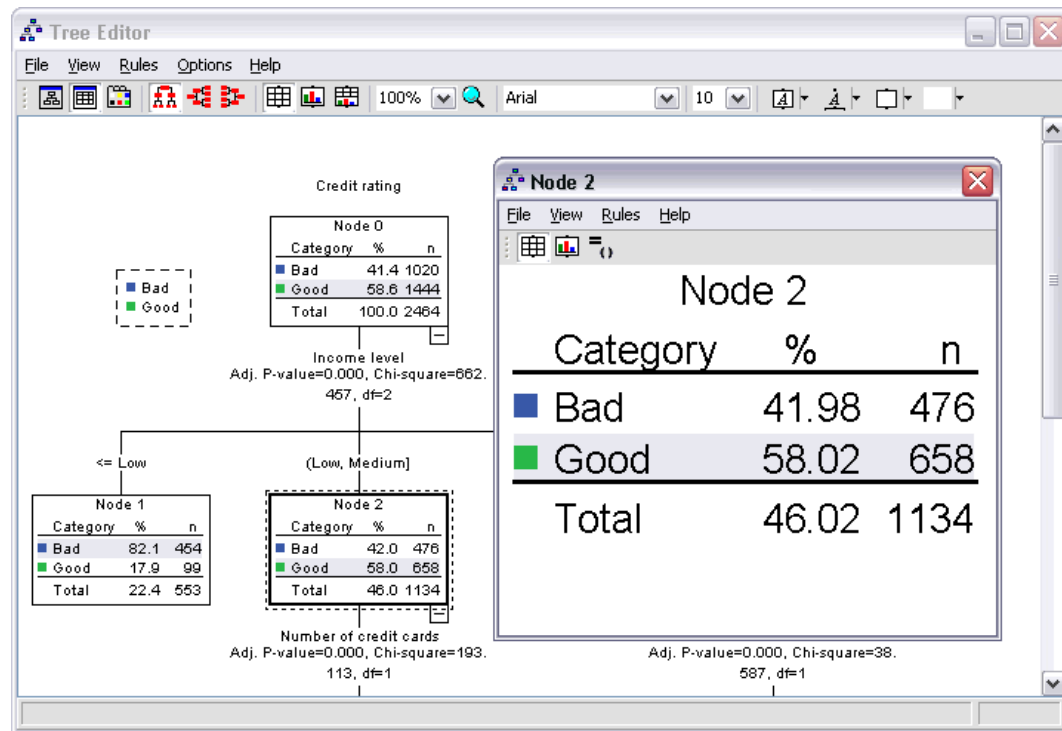 Tree Editor
File View Rules Options Help
100% Arial 10 A A
Credit rating
Node 0
Category % n
Bad 41.4 1020
Good 58.6 1444
Total 100.0 2464
Bad
Good
Income level
Adj. P-value=0.000, Chi-square=662.
457, df=2
<= Low
(Low, Medium]
Node 1
Category % n
Bad 82.1 454
Good 17.9 99
Total 22.4 553
Node 2
Category % n
Bad 42.0 476
Good 58.0 658
Total 46.0 1134
Number of credit cards
Adj. P-value=0.000, Chi-square=193.
113, df=1
Node 2
File View Rules Help
=()
Node 2
Category % n
Bad 41.98 476
Good 58.02 658
Total 46.02 1134
Adj. P-value=0.000, Chi-square=38.
587, df=1